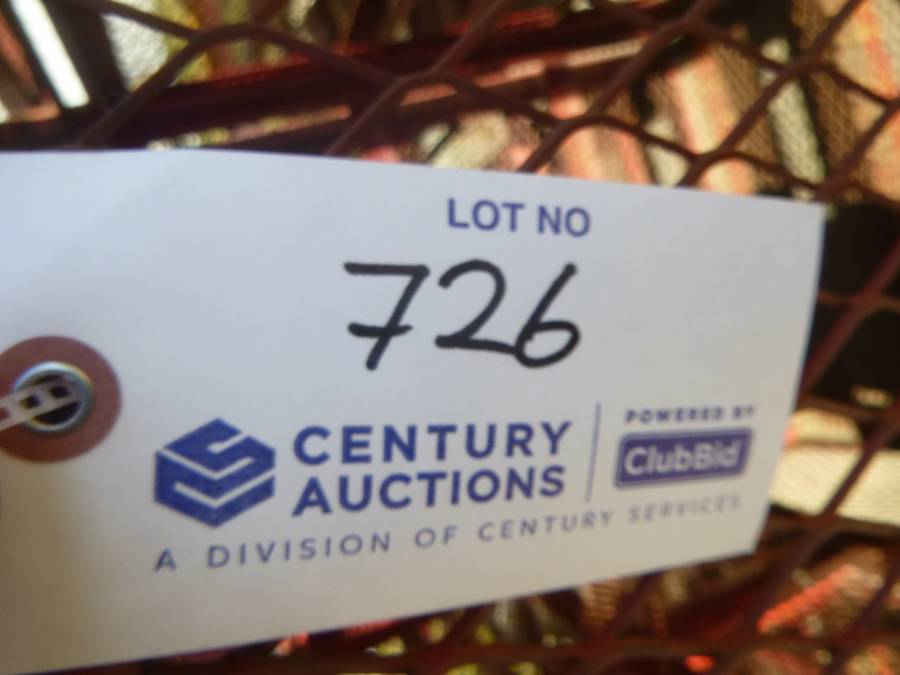 LOT NO
726
CENTURY
AUCTIONS
POWERED BY
ClubBid
A DIVISION OF CENTURY SERVICES